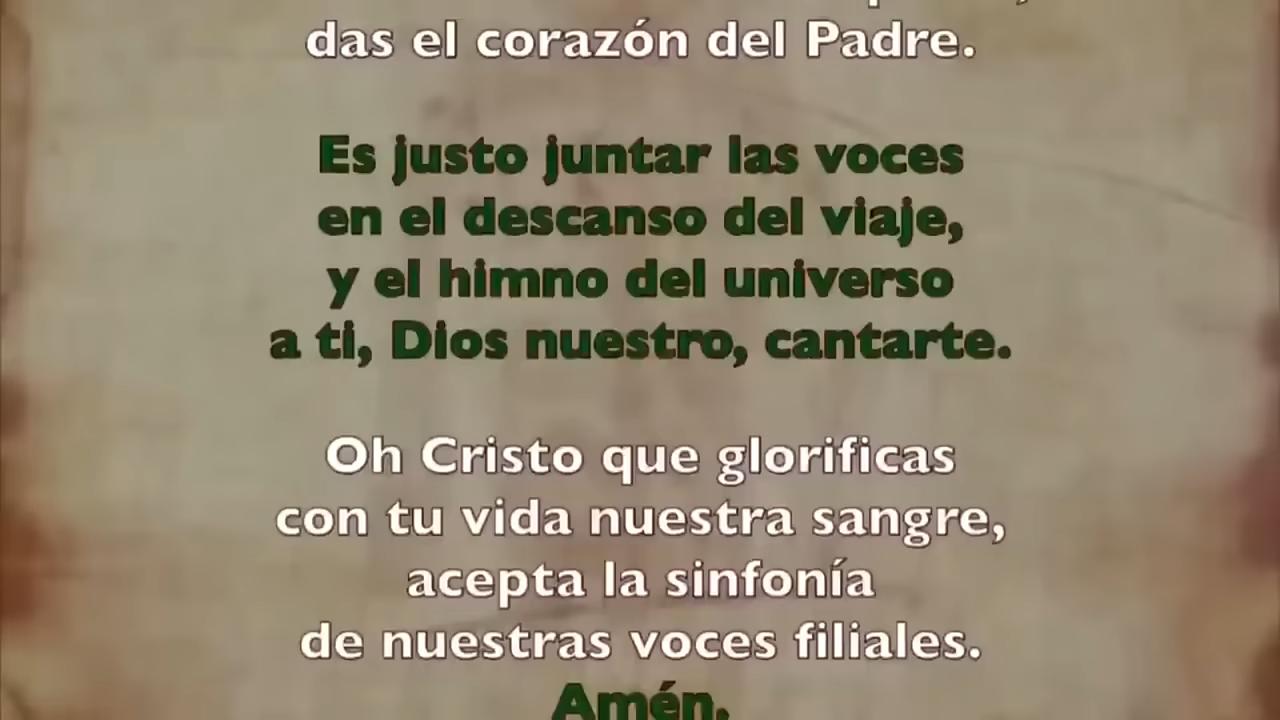 das el corazón del Padre.
Es justo juntar las voces
en el descanso del viaje,
y el himno del universo
a ti, Dios nuestro, cantarte.
Oh Cristo que glorificas
con tu vida nuestra sangre,
acepta la sinfonía
de nuestras voces filiales.
Amén.